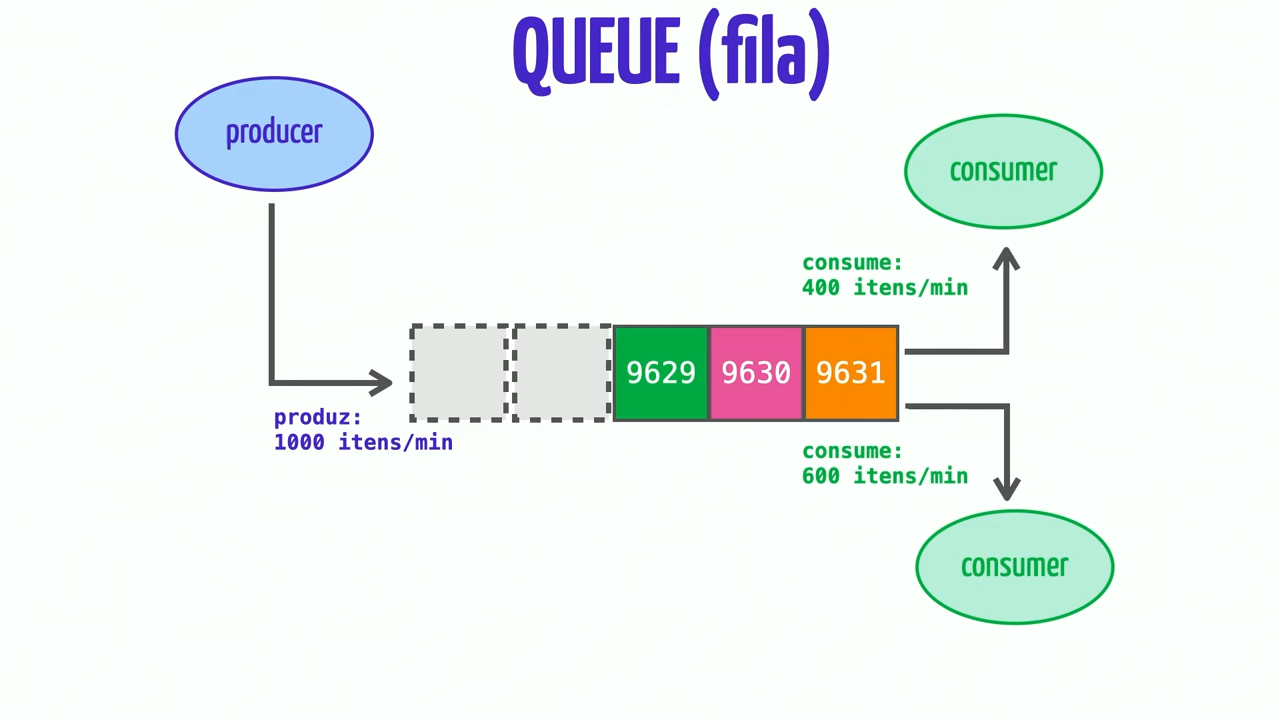 QUEUE (fila)
producer
consumer
consume:
400 itens/min
9629 9630 9631
produz:
1000 itens/min
consume:
600 itens/min
consumer